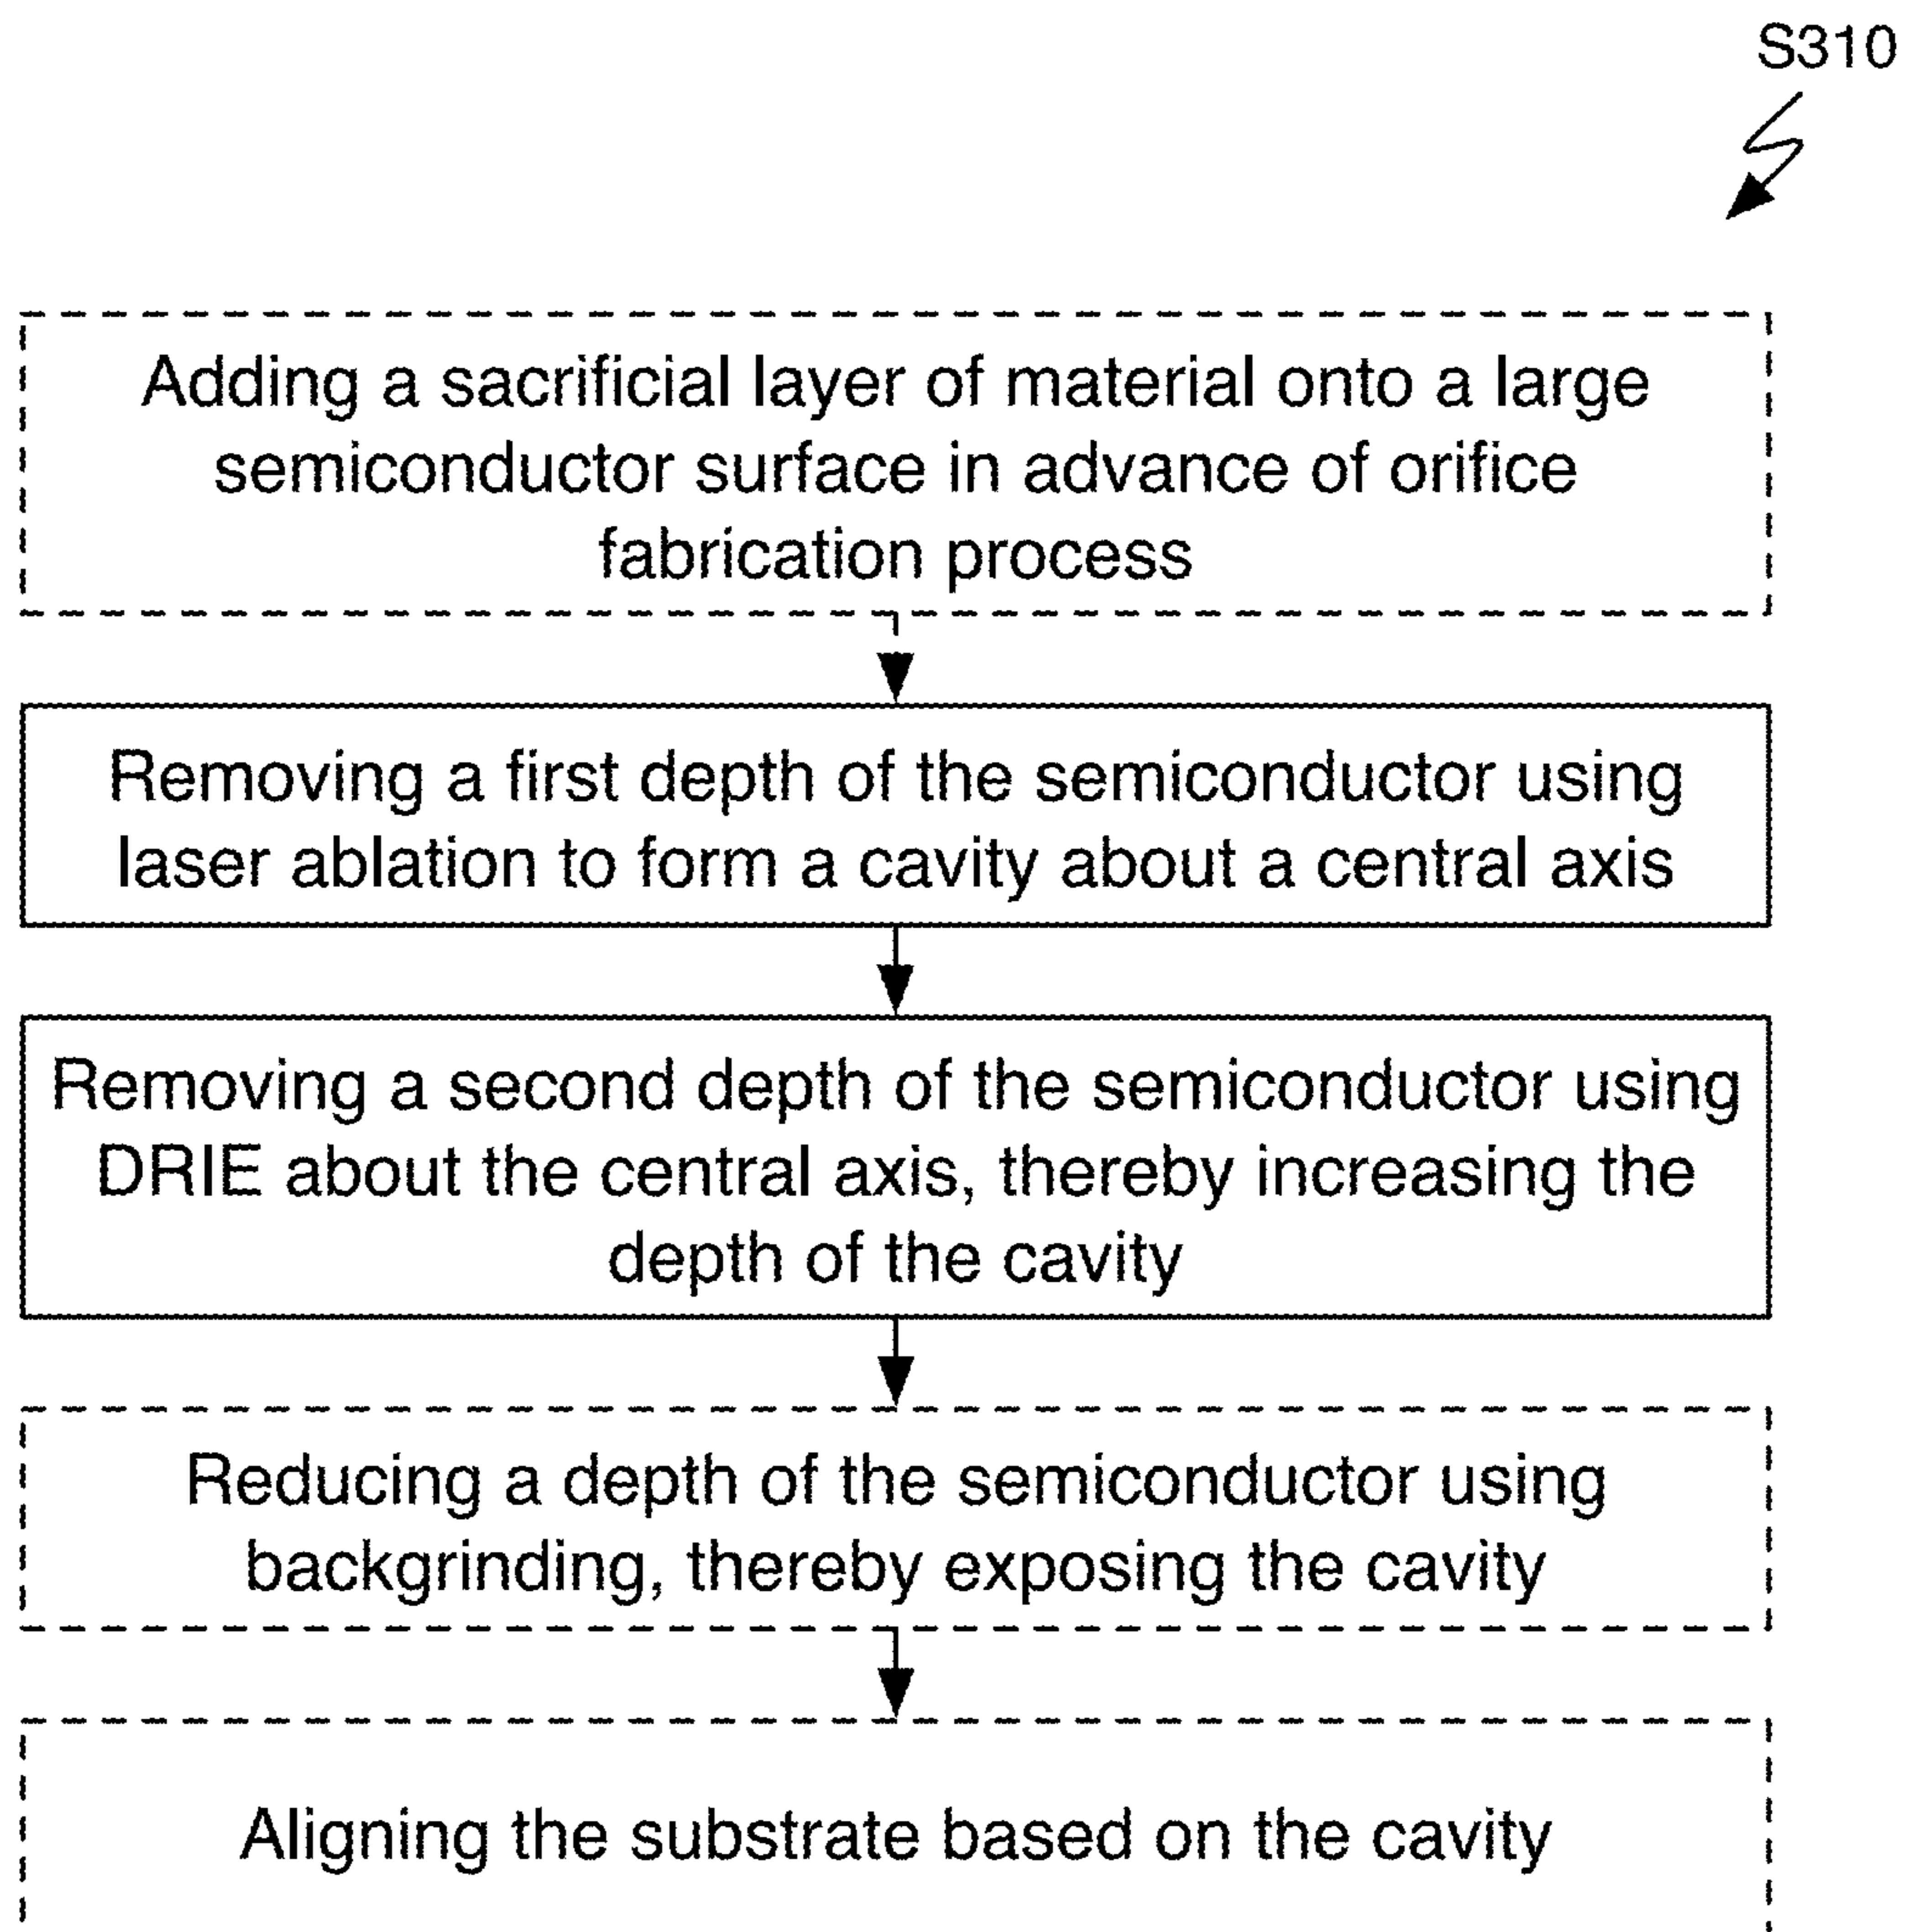 S310
Adding a sacrificial layer of material onto a large
semiconductor surface in advance of orifice
fabrication process
Removing a first depth of the semiconductor using
laser ablation to form a cavity about a central axis
Removing a second depth of the semiconductor using
DRIE about the central axis, thereby increasing the
depth of the cavity
Reducing a depth of the semiconductor using
backgrinding, thereby exposing the cavity
Aligning the substrate based on the cavity